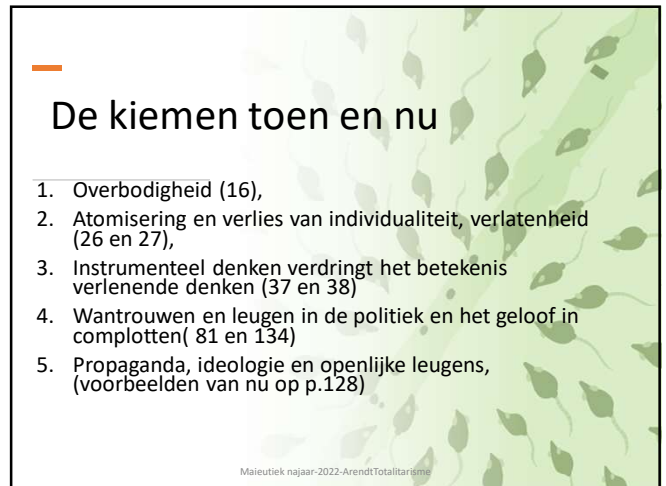 De kiemen toen en nu
1. Overbodigheid (16),
2. Atomisering en verlies van individualiteit, verlatenheid
(26 en 27),
3. Instrumenteel denken verdringt het betekenis
verlenende denken (37 en 38)
4. Wantrouwen en leugen in de politiek en het geloof in
complotten( 81 en 134)
5. Propaganda, ideologie en openlijke leugens,
(voorbeelden van nu op p.128)
Maieutiek najaar-2022-ArendtTotalitarisme